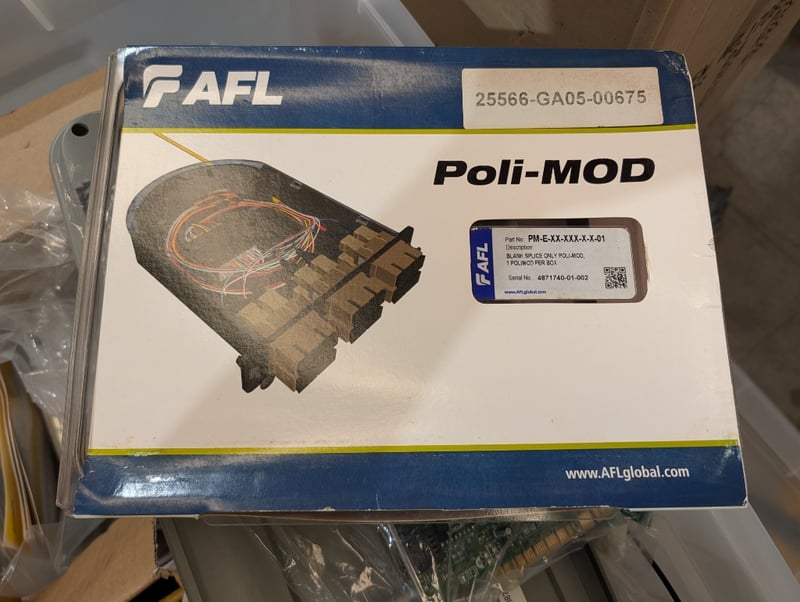 AFL
25566-GA05-00675
Poli-MOD
AFL
Part No: PM-E-XX-XXX-X-X-01
Description:
BLANK SPLICE ONLY POLI-MOD,
1 POLIMOD PER BOX
Serial No. 4871740-01-002
www.AFLglobal.com
www.AFLglobal.com